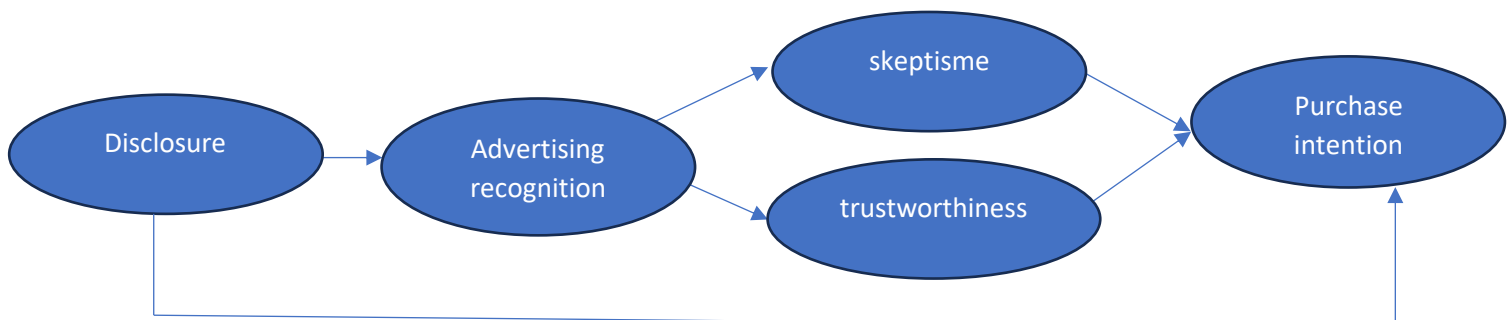 Disclosure
Advertising
recognition
skeptisme
trustworthiness
Purchase
intention